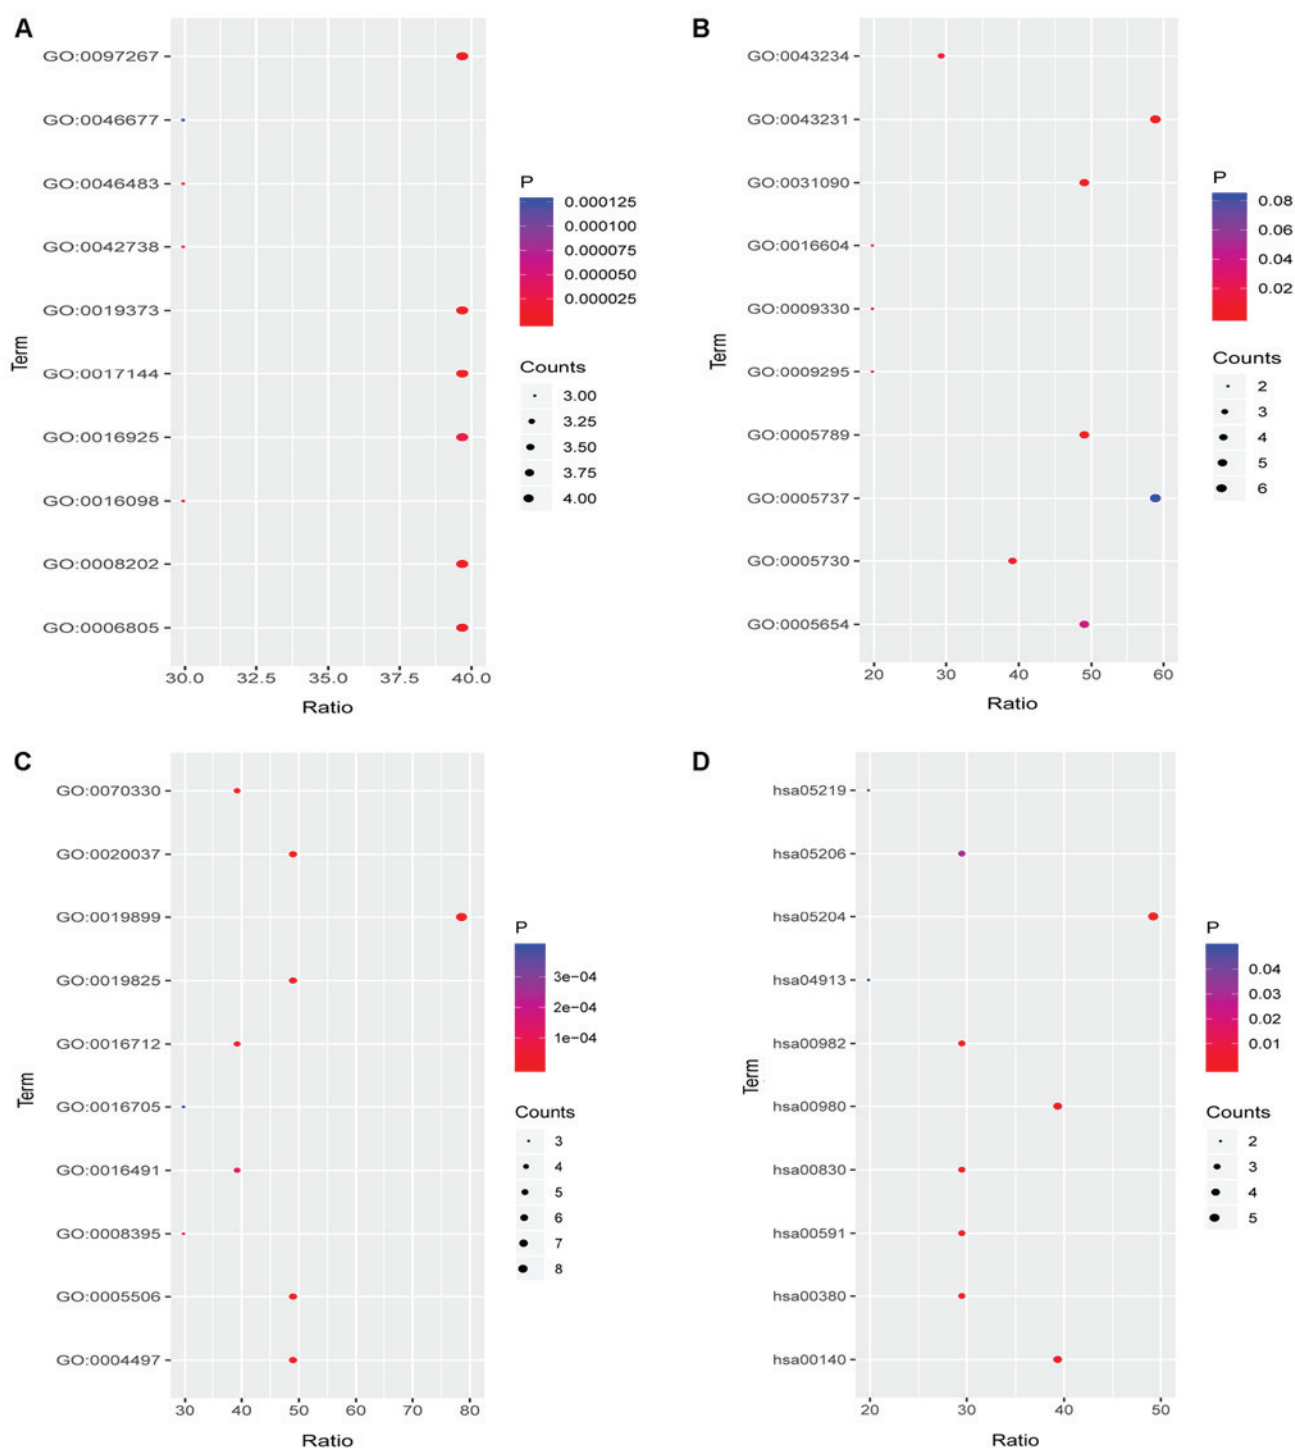 A
GO:0097267
GO:0046677
GO:0046483
GO:0042738
GO:0019373
GO:0017144
GO:0016925
GO:0016098
GO:0008202
GO:0006805
Term
30.0 32.5 35.0 37.5 40.0
Ratio
P
0.000125
0.000100
0.000075
0.000050
0.000025
Counts
3.00
3.25
3.50
3.75
4.00
B
GO:0043234
GO:0043231
GO:0031090
GO:0016604
GO:0009330
GO:0009295
GO:0005789
GO:0005737
GO:0005730
GO:0005654
Term
20 30 40 50 60
Ratio
P
0.08
0.06
0.04
0.02
Counts
2
3
4
5
6
C
GO:0070330
GO:0020037
GO:0019899
GO:0019825
GO:0016712
GO:0016705
GO:0016491
GO:0008395
GO:0005506
GO:0004497
Term
30 40 50 60 70 80
Ratio
P
3e−04
2e−04
1e−04
Counts
3
4
5
6
7
8
D
hsa05219
hsa05206
hsa05204
hsa04913
hsa00982
hsa00980
hsa00830
hsa00591
hsa00380
hsa00140
Term
20 30 40 50
Ratio
P
0.04
0.03
0.02
0.01
Counts
2
3
4
5